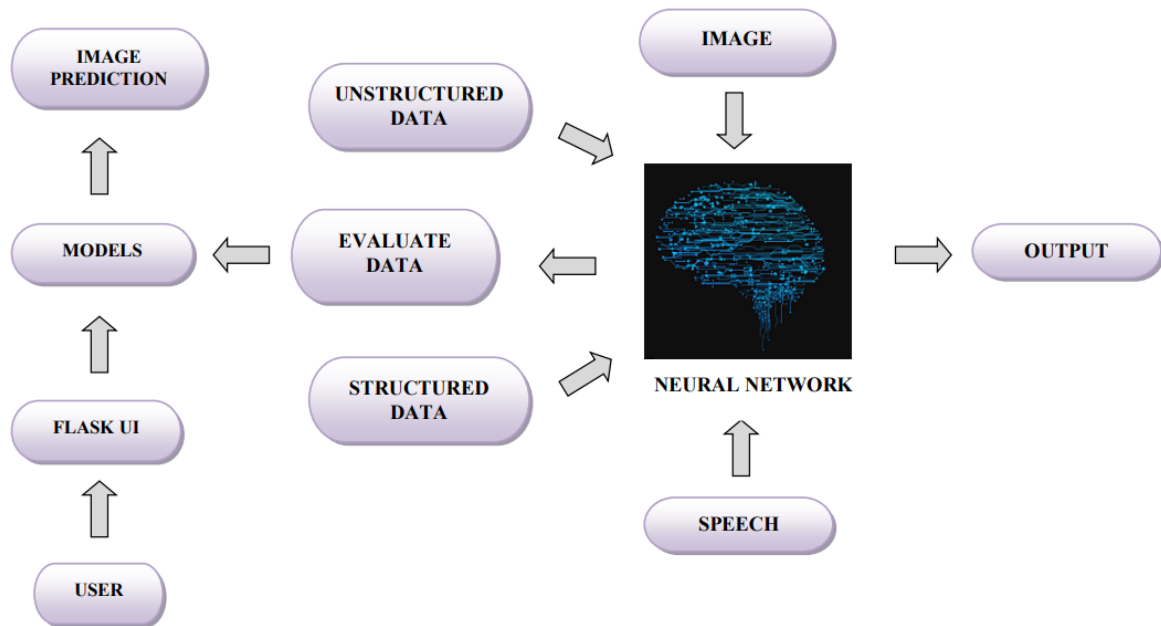 IMAGE
PREDICTION
IMAGE
UNSTRUCTURED
DATA
MODELS
EVALUATE
DATA
OUTPUT
STRUCTURED
DATA
NEURAL NETWORK
FLASK UI
SPEECH
USER